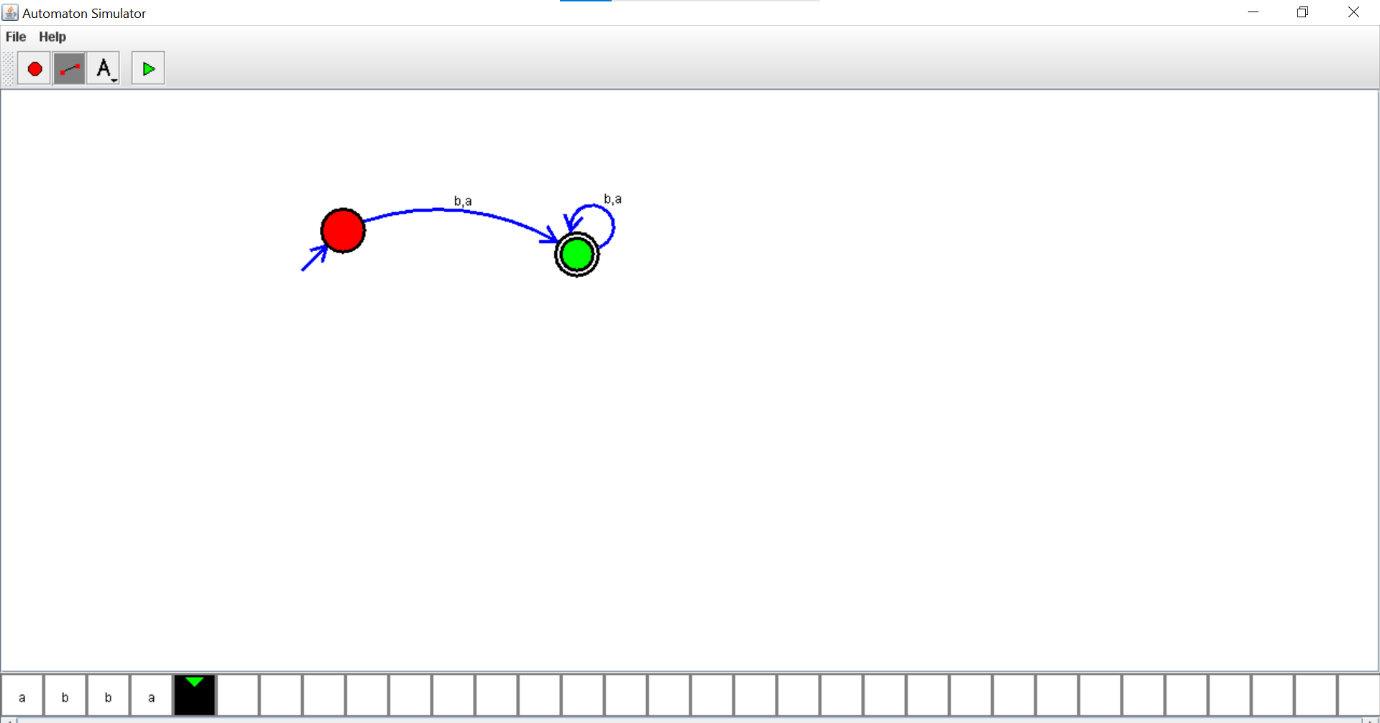 Automaton Simulator
File Help
A
b,a
b,a
a b b a